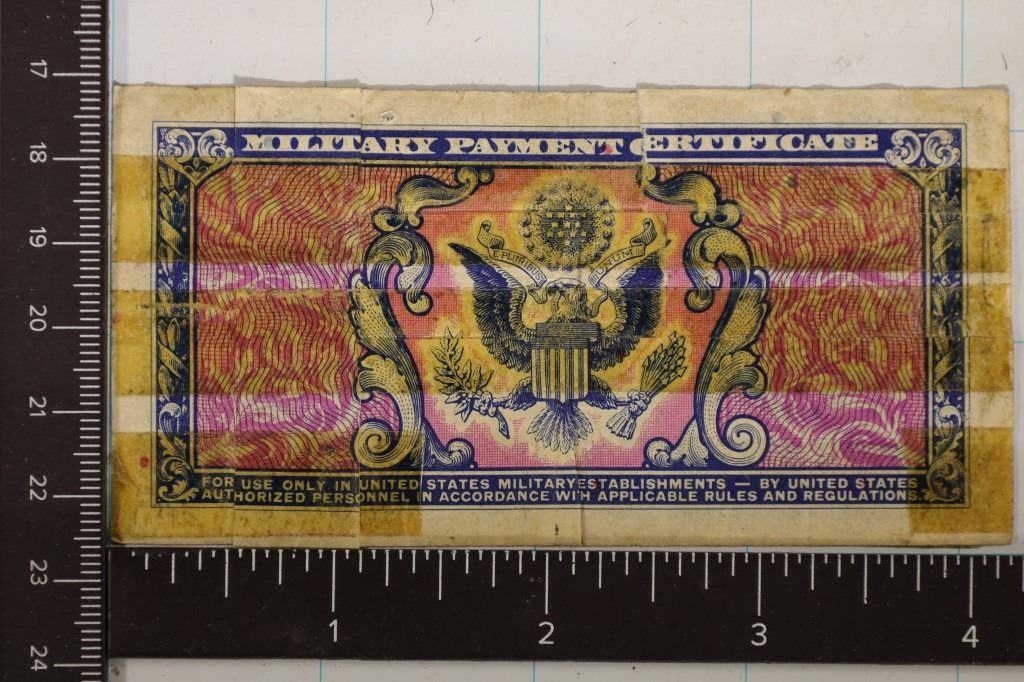 MILITARY PAYMENT CERTIFICATE
E PLURIBUS UNUM
FOR USE ONLY IN UNITED STATES MILITARY ESTABLISHMENTS — BY UNITED STATES
AUTHORIZED PERSONNEL IN ACCORDANCE WITH APPLICABLE RULES AND REGULATIONS.
17
18
19
20
21
22
23
24
1 2 3 4